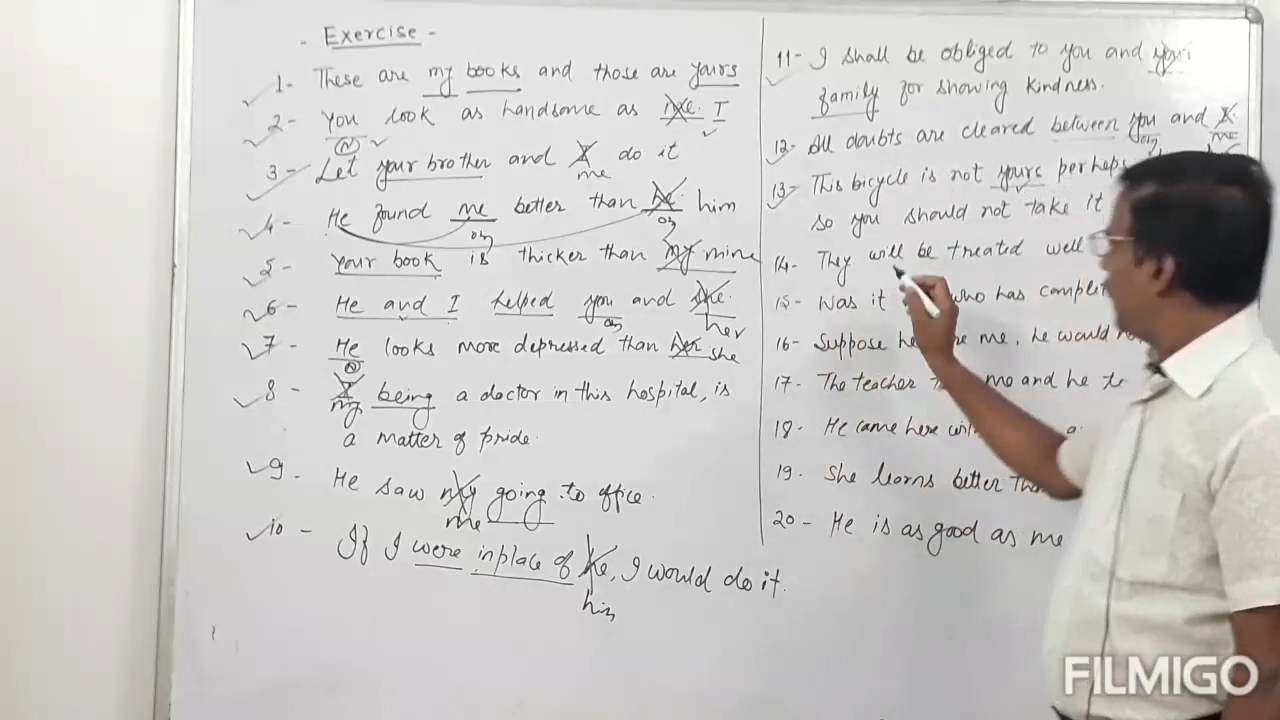 - Exercise -
1- These are my books and those are yours
2- You look as handsome as me. I
(N)
3- Let your brother and I do it
me
4- He found me better than he him
obj obj
5- Your book is thicker than my mine
6- He and I helped you and she.
obj her
7- He looks more depressed than her she
(N)
8- I being a doctor in this hospital, is
my
a matter of pride.
9- He saw my going to office.
me
10- If I were in place of he, I would do it.
him
11- I shall be obliged to you and your
family for showing kindness.
12- All doubts are cleared between you and I.
obj me
13- This bicycle is not yours perhaps
so you should not take it
14- They will be treated well
15- Was it who has
16- Suppose me, he would
17- The teacher me and he
18- He came here
19- She learns better
20- He is as good as me
FILMIGO